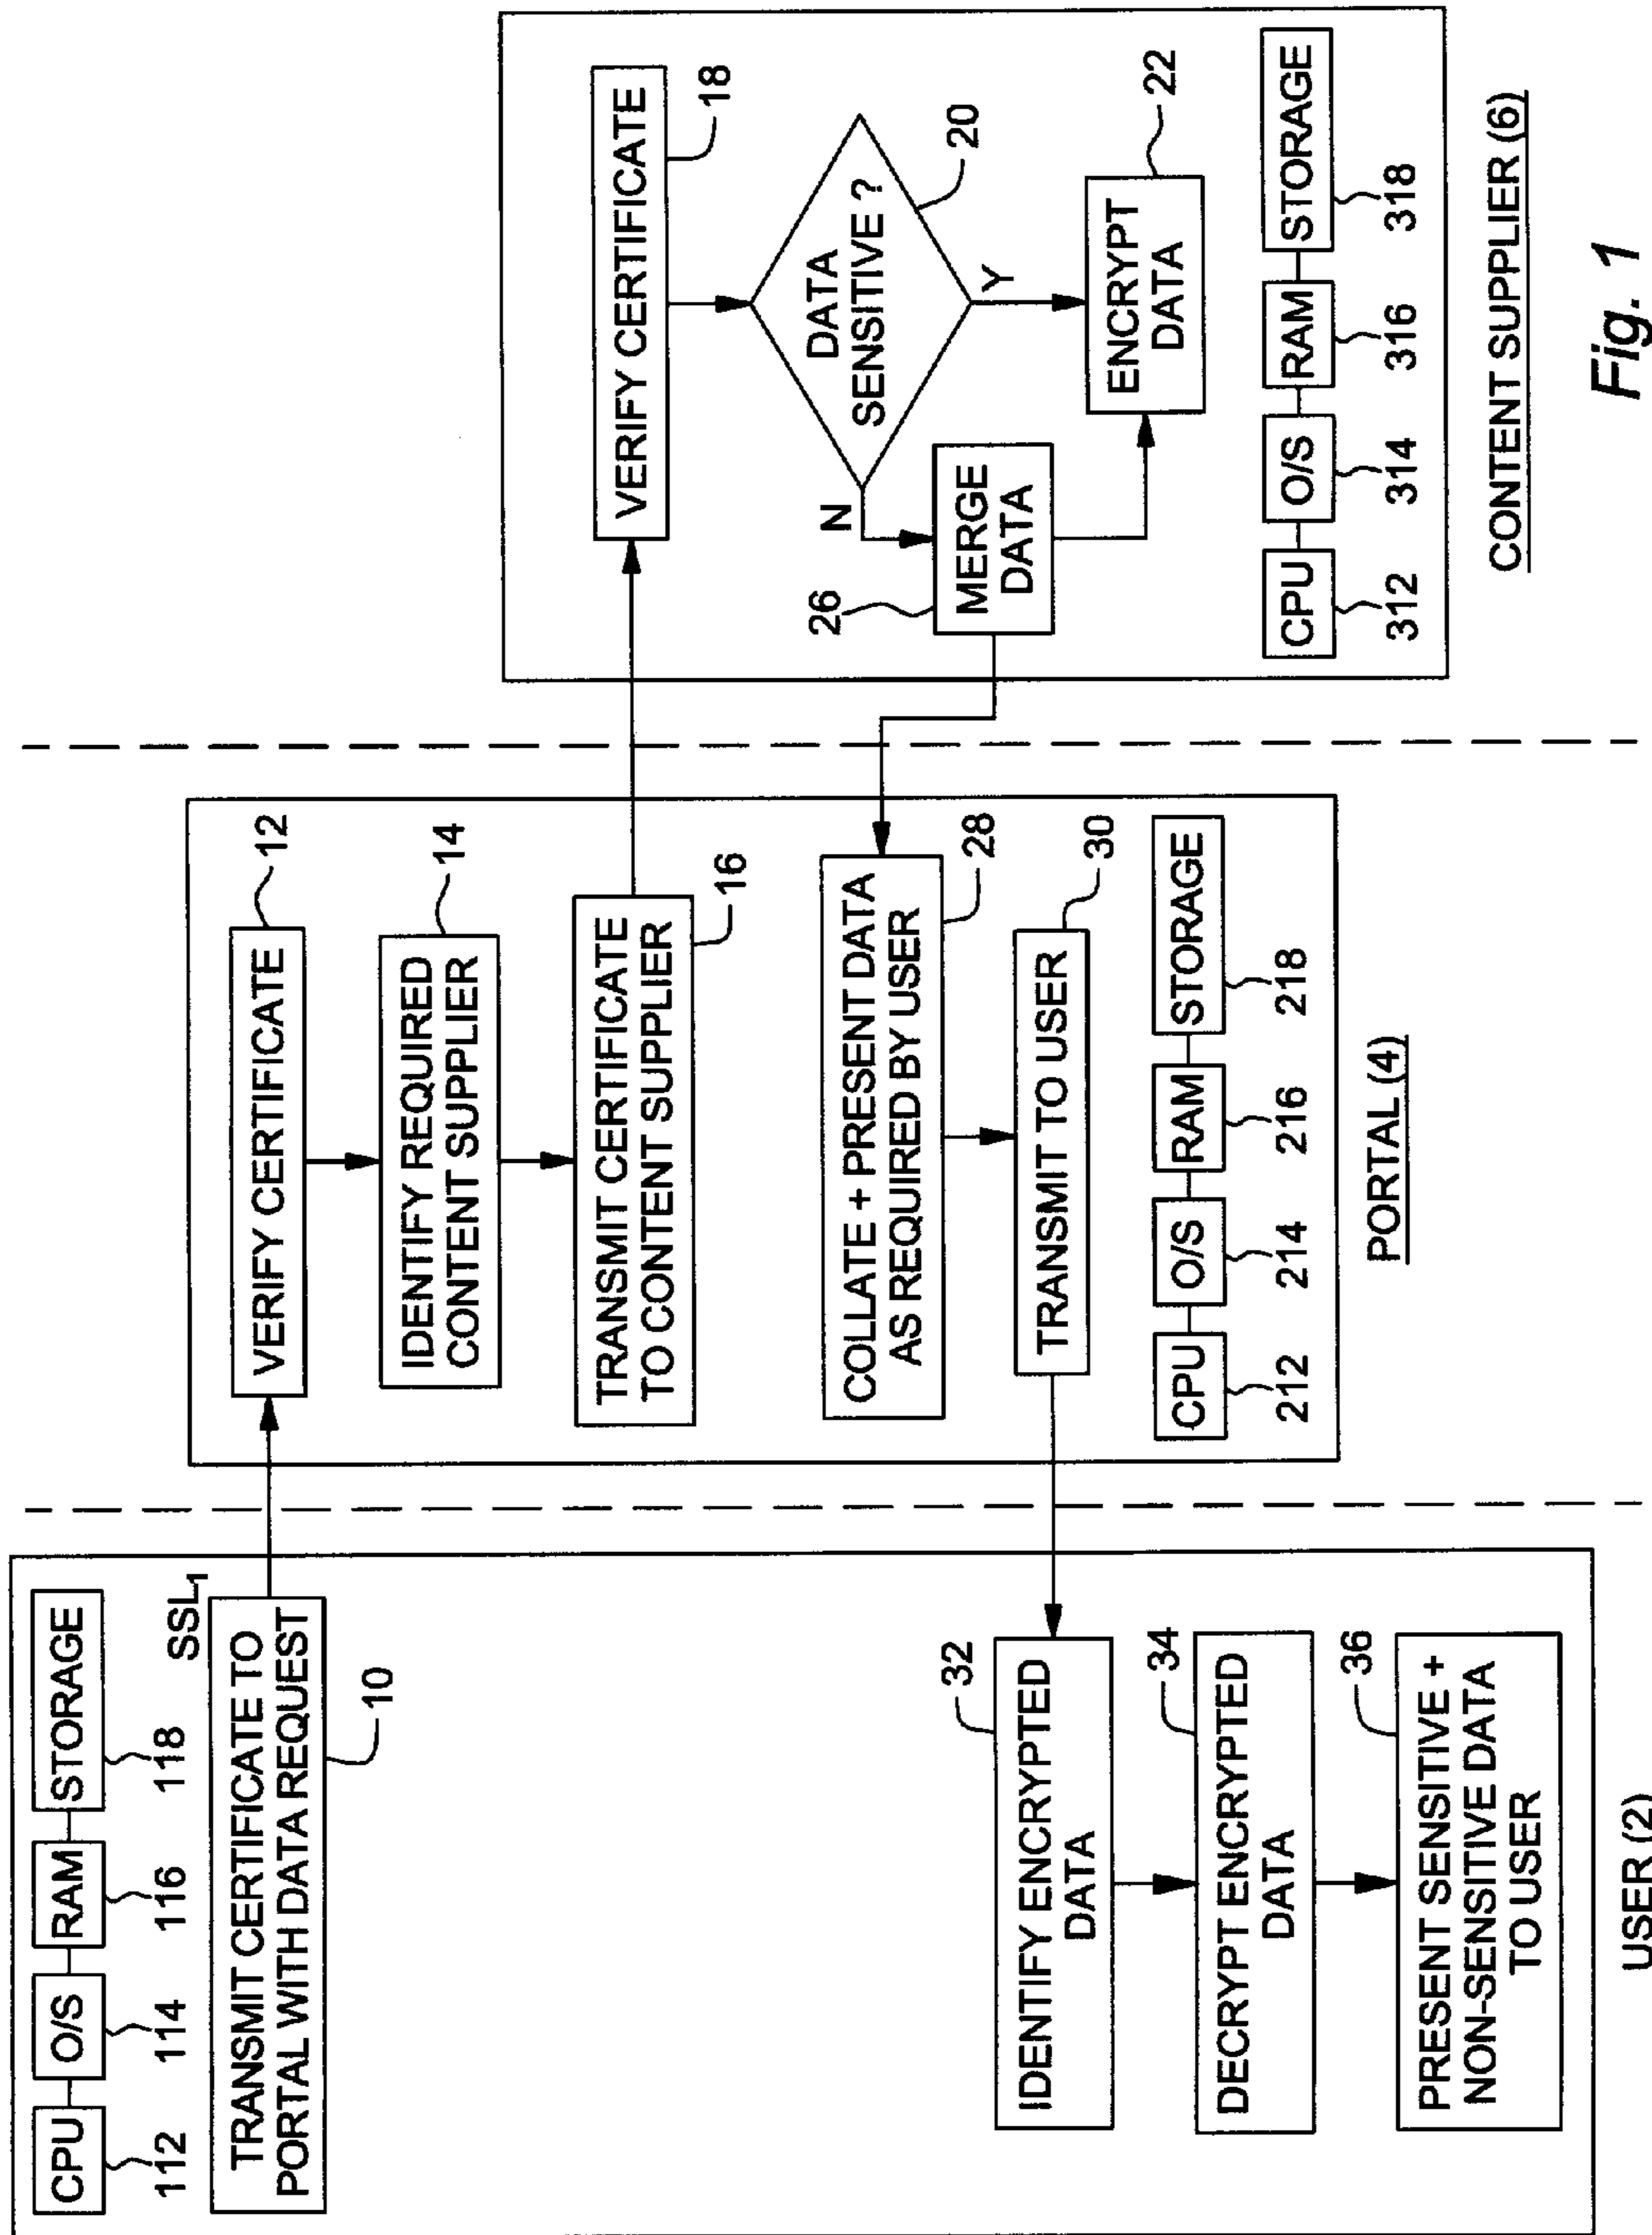 CPU
O/S
RAM
STORAGE
112
114
116
118
SSL1
TRANSMIT CERTIFICATE TO
PORTAL WITH DATA REQUEST
10
IDENTIFY ENCRYPTED
DATA
32
DECRYPT ENCRYPTED
DATA
34
PRESENT SENSITIVE +
NON-SENSITIVE DATA
TO USER
36
USER (2)
VERIFY CERTIFICATE
12
IDENTIFY REQUIRED
CONTENT SUPPLIER
14
TRANSMIT CERTIFICATE
TO CONTENT SUPPLIER
16
COLLATE + PRESENT DATA
AS REQUIRED BY USER
28
TRANSMIT TO USER
30
CPU
O/S
RAM
STORAGE
212
214
216
218
PORTAL (4)
VERIFY CERTIFICATE
18
DATA
SENSITIVE ?
20
N
Y
26
MERGE
DATA
ENCRYPT
DATA
22
CPU
O/S
RAM
STORAGE
312
314
316
318
CONTENT SUPPLIER (6)
Fig. 1